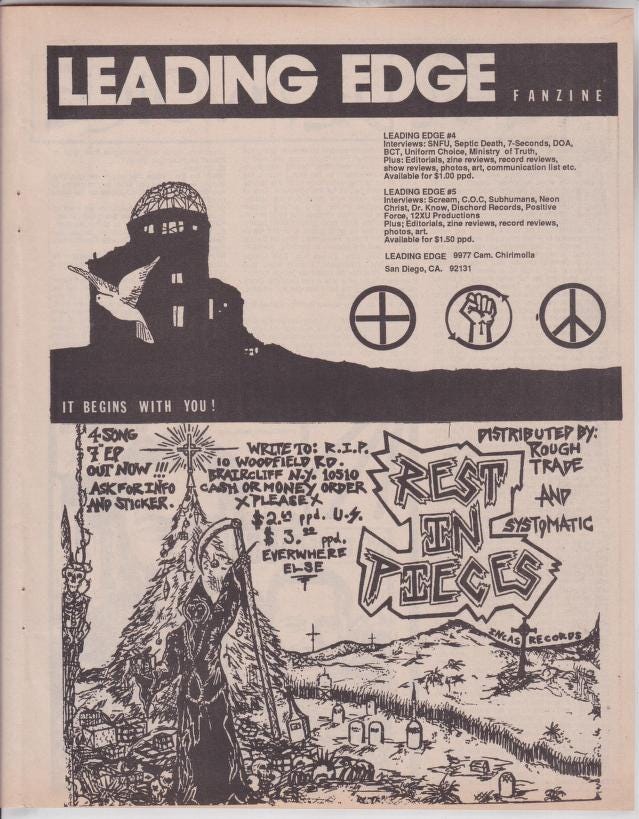 LEADING EDGE FANZINE
LEADING EDGE #4
Interviews: SNFU, Septic Death, 7-Seconds, DOA,
BCT, Uniform Choice, Ministry of Truth,
Plus: Editorials, zine reviews, record reviews,
show reviews, photos, art, communication list etc.
Available for $1.00 ppd.
LEADING EDGE #5
Interviews: Scream, C.O.C, Subhumans, Neon
Christ, Dr. Know, Dischord Records, Positive
Force, 12XU Productions
Plus; Editorials, zine reviews, record reviews,
photos, art.
Available for $1.50 ppd.
LEADING EDGE 9977 Cam. Chirimolla
San Diego, CA. 92131
IT BEGINS WITH YOU!
4 SONG
7" EP
OUT NOW!!!
ASK FOR INFO
AND STICKER.
WRITE TO: R.I.P.
10 WOODFIELD RD.
BRAIRCLIFF N.Y. 10510
CASH OR MONEY ORDER
X PLEASE X
ppd. U.S.
$3.00 ppd.
EVERWHERE
ELSE
REST
IN
PIECES
DISTRIBUTED BY:
ROUGH
TRADE
AND
SYSTOMATIC
INCAS RECORDS